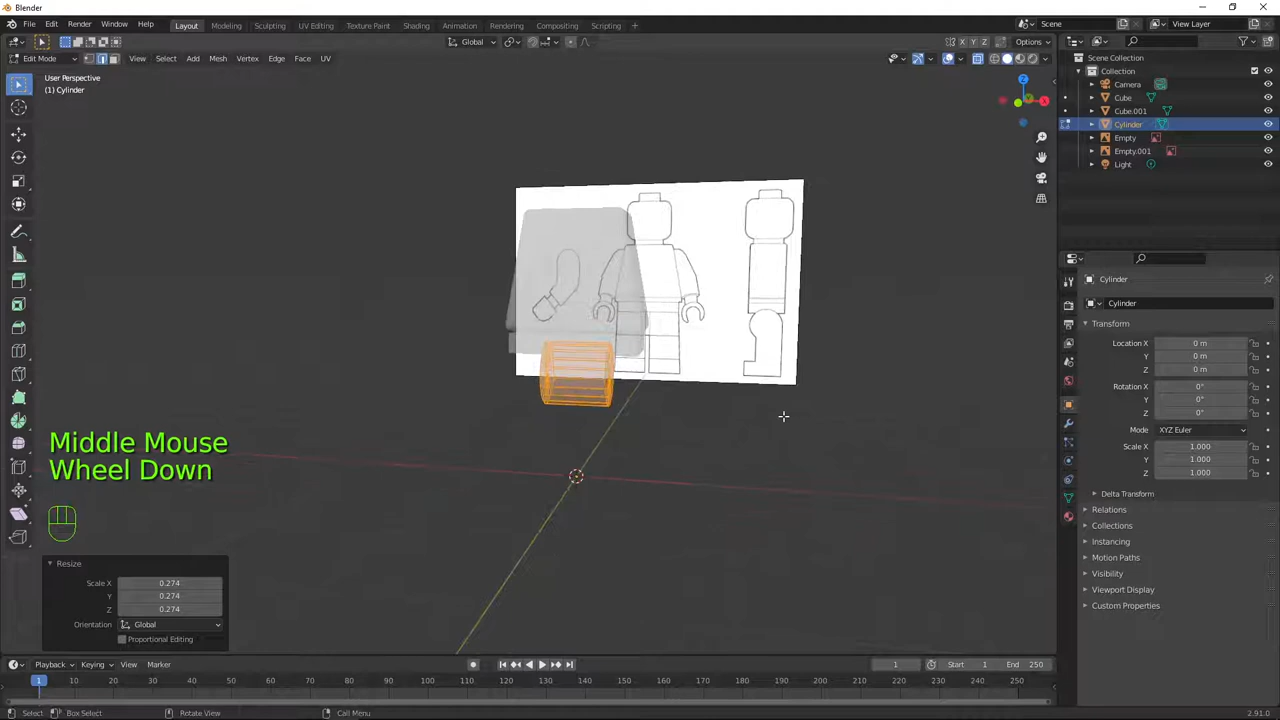 Blender
File Edit Render Window Help Layout Modeling Sculpting UV Editing Texture Paint Shading Animation Rendering Compositing Scripting + Scene View Layer
Global X Y Z Options
Edit Mode View Select Add Mesh Vertex Edge Face UV
User Perspective
(1) Cylinder
Z
X
Scene Collection
Collection
Camera
Cube
Cube.001
Cylinder
Empty
Empty.001
Light
Cylinder
Cylinder
Transform
Location X 0 m
Y 0 m
Z 0 m
Rotation X 0°
Y 0°
Z 0°
Mode XYZ Euler
Scale X 1.000
Y 1.000
Z 1.000
Delta Transform
Relations
Collections
Instancing
Motion Paths
Visibility
Viewport Display
Custom Properties
Middle Mouse
Wheel Down
Resize
Scale X 0.274
Y 0.274
Z 0.274
Orientation Global
Proportional Editing
Playback Keying View Marker 1 Start 1 End 250
1 10 20 30 40 50 60 70 80 90 100 110 120 130 140 150 160 170 180 190 200 210 220 230 240 250
Select Box Select Rotate View Call Menu 2.91.0